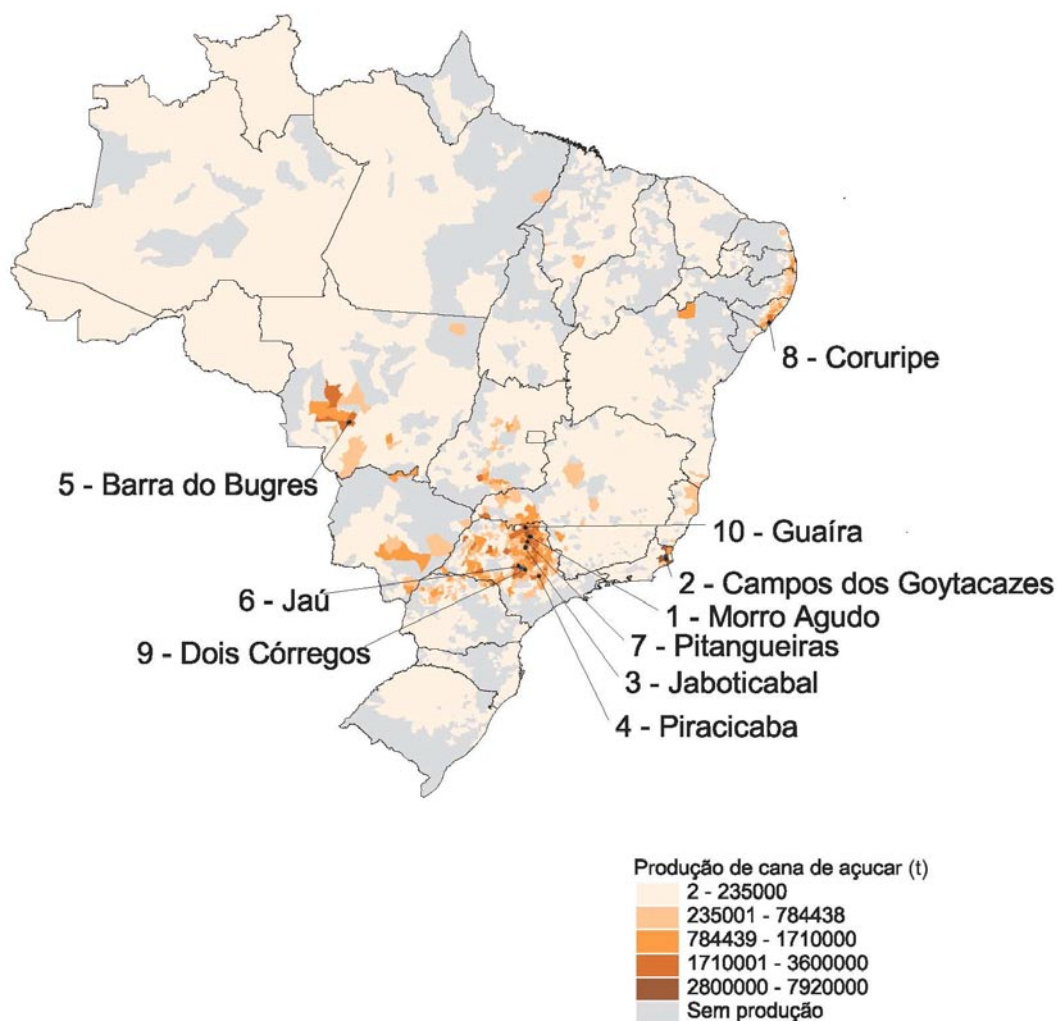 8 - Coruripe
5 - Barra do Bugres
10 - Guaíra
2 - Campos dos Goytacazes
6 - Jaú
1 - Morro Agudo
9 - Dois Córregos
7 - Pitangueiras
3 - Jaboticabal
4 - Piracicaba
Produção de cana de açucar (t)
2 - 235000
235001 - 784438
784439 - 1710000
1710001 - 3600000
2800000 - 7920000
Sem produção